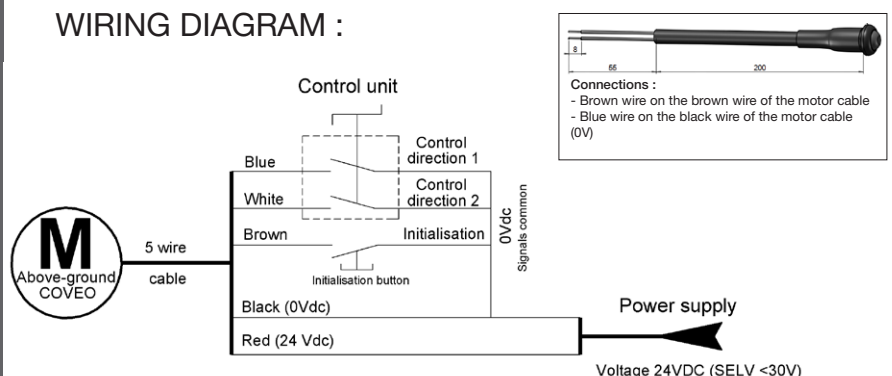 WIRING DIAGRAM :
8
66
200
Connections :
- Brown wire on the brown wire of the motor cable
- Blue wire on the black wire of the motor cable
(0V)
Control unit
Blue
Control
direction 1
White
Control
direction 2
Brown
Initialisation
0Vdc
Signals common
Initialisation button
M
Above-ground
COVEO
5 wire
cable
Black (0Vdc)
Red (24 Vdc)
Power supply
Voltage 24VDC (SELV <30V)